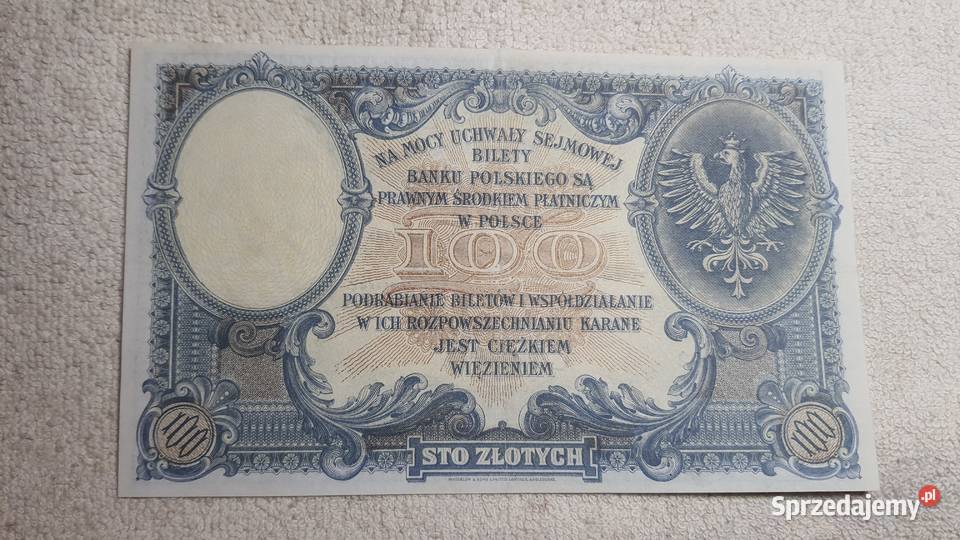 NA MOCY UCHWAŁY SEJMOWEJ
BILETY
BANKU POLSKIEGO SĄ
PRAWNYM ŚRODKIEM PŁATNICZYM
W POLSCE
100
PODRABIANIE BILETÓW I WSPÓŁDZIAŁANIE
W ICH ROZPOWSZECHNIANIU KARANE
JEST CIĘŻKIEM
WIĘZIENIEM
100
100
STO ZŁOTYCH
Sprzedajemy.pl